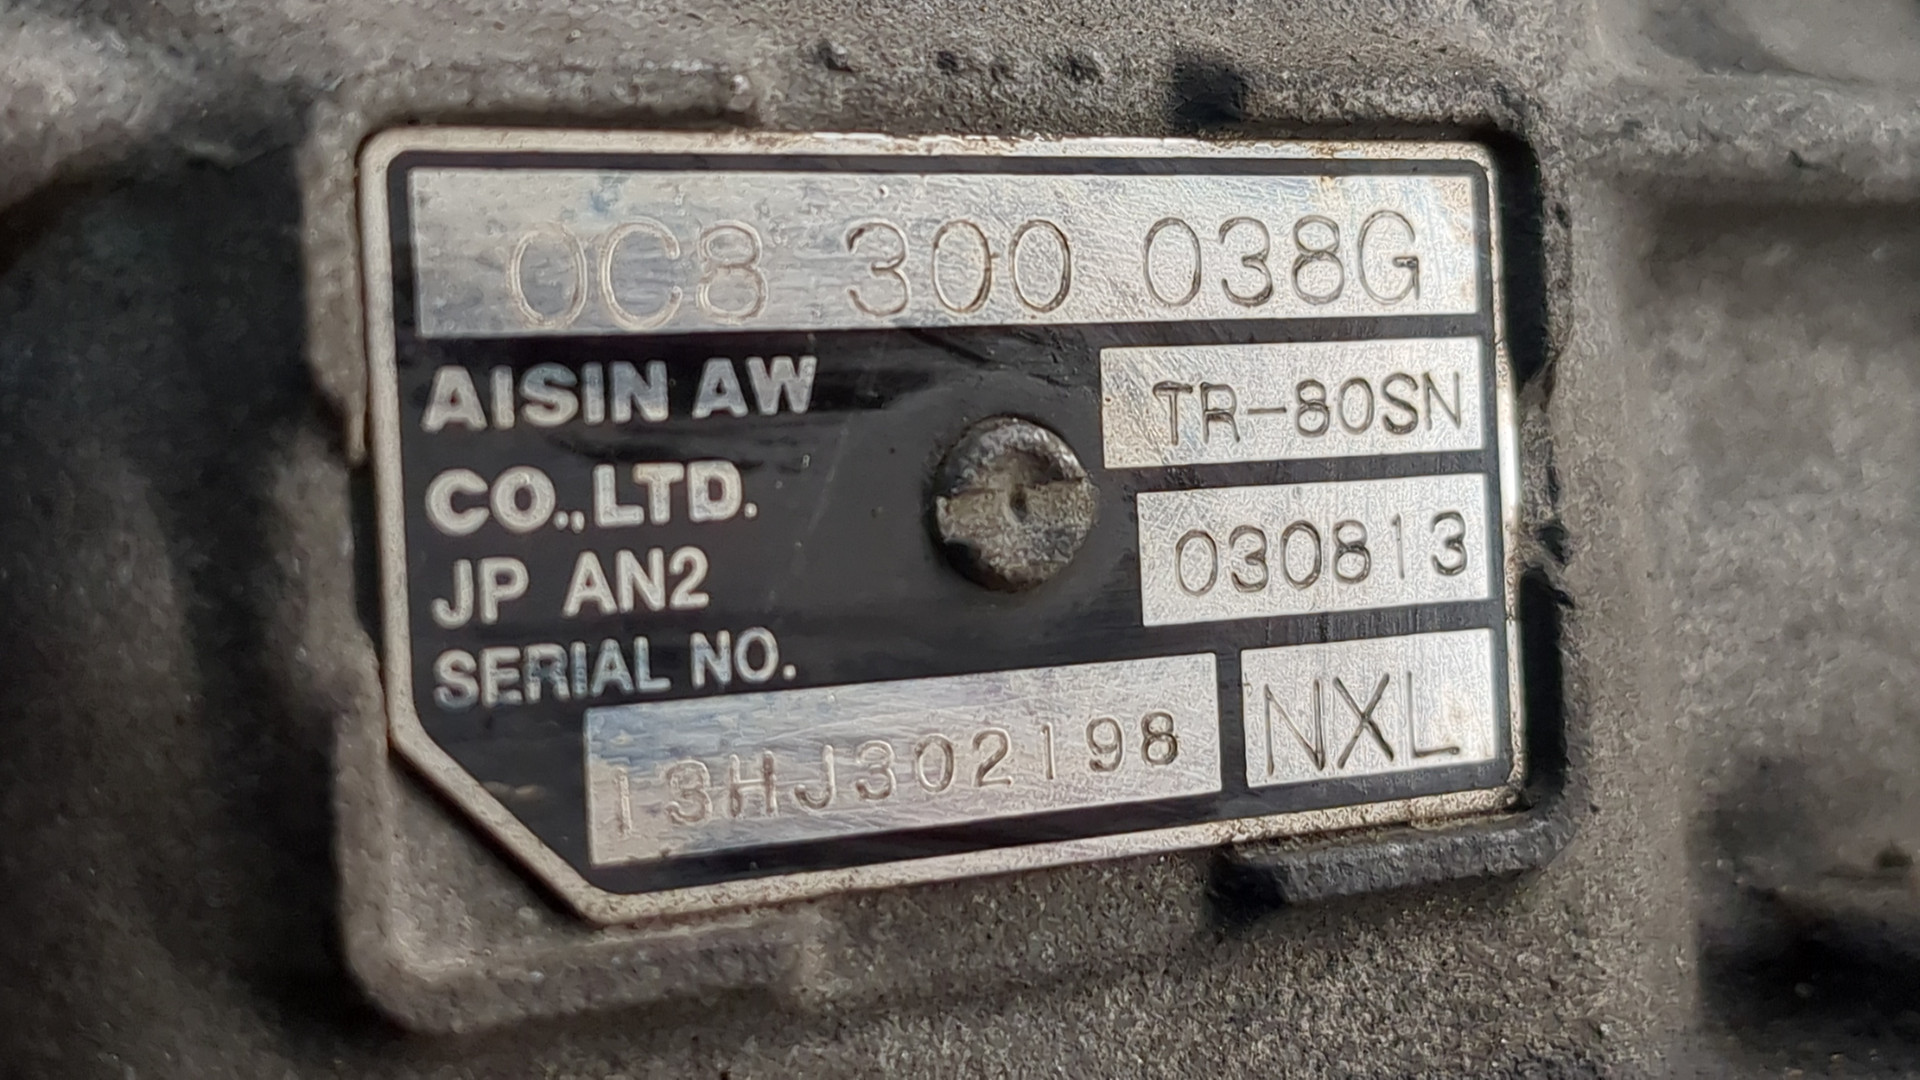 0C8 300 038G
AISIN AW
TR-80SN
CO.,LTD.
030813
JP AN2
SERIAL NO.
13HJ302198
NXL